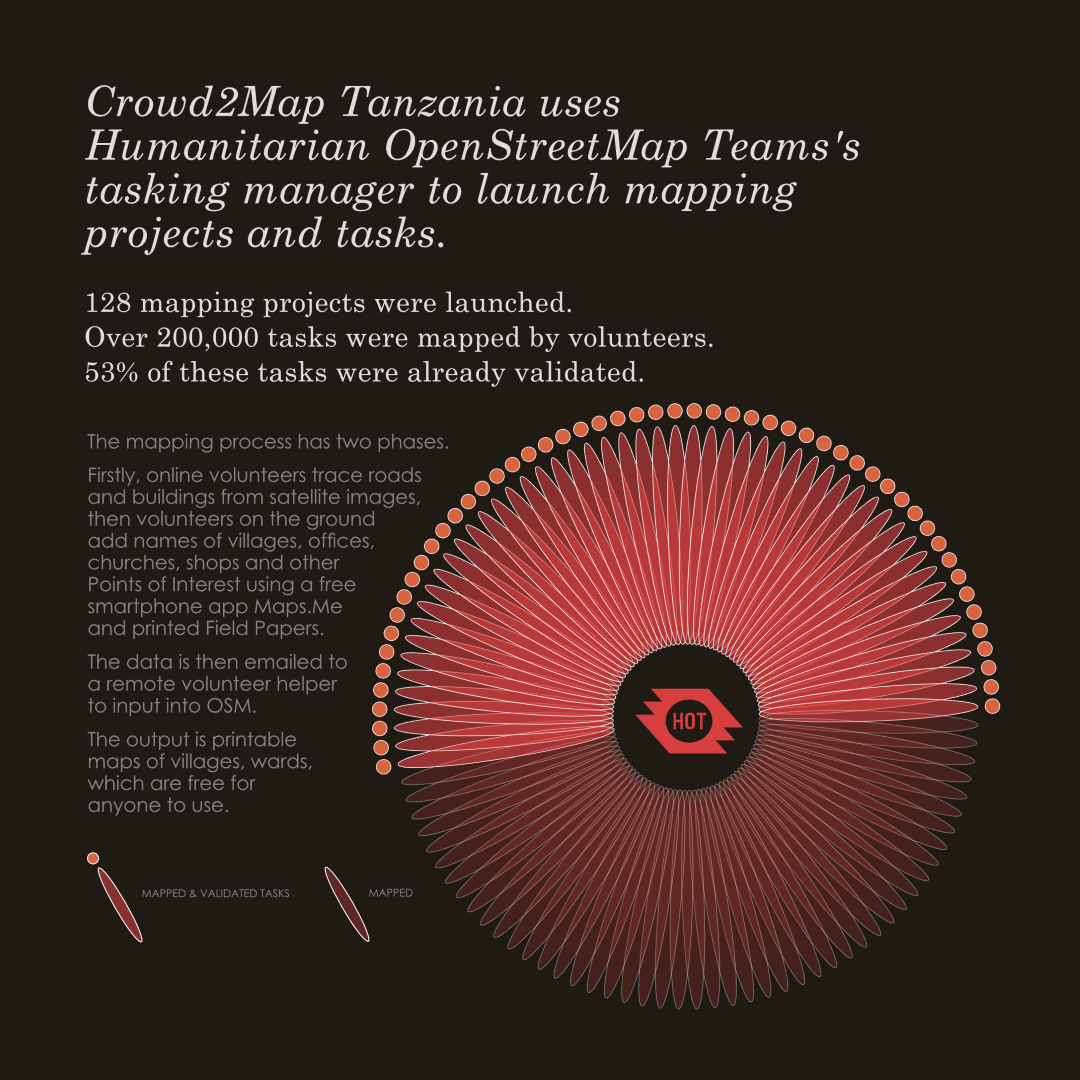 Crowd2Map Tanzania uses
Humanitarian OpenStreetMap Teams's
tasking manager to launch mapping
projects and tasks.
128 mapping projects were launched.
Over 200,000 tasks were mapped by volunteers.
53% of these tasks were already validated.
The mapping process has two phases.
Firstly, online volunteers trace roads
and buildings from satellite images,
then volunteers on the ground
add names of villages, offices,
churches, shops and other
Points of Interest using a free
smartphone app Maps.Me
and printed Field Papers.
The data is then emailed to
a remote volunteer helper
to input into OSM.
The output is printable
maps of villages, wards,
which are free for
anyone to use.
HOT
MAPPED & VALIDATED TASKS
MAPPED